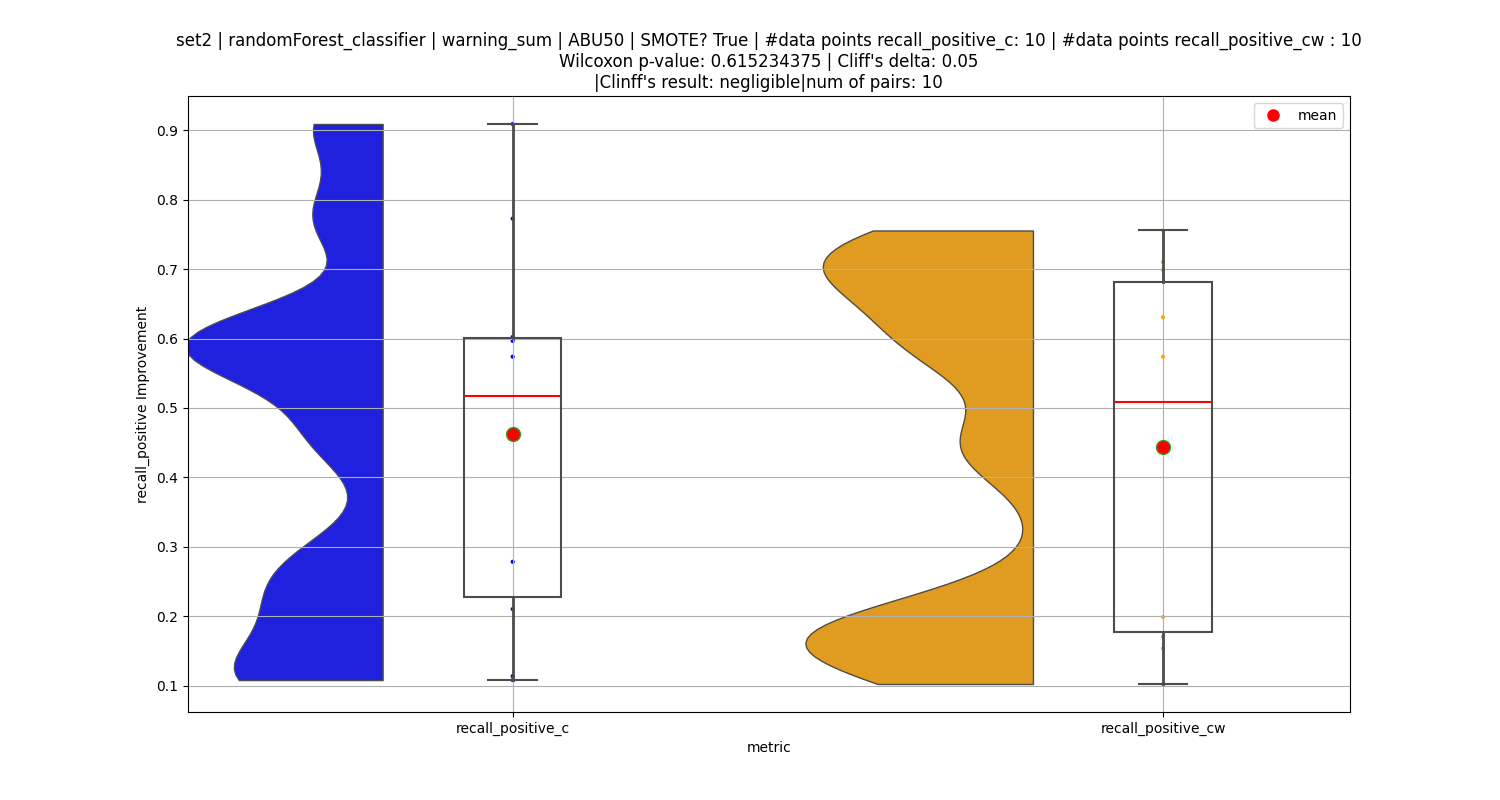 set2 | randomForest_classifier | warning_sum | ABU50 | SMOTE? True | #data points recall_positive_c: 10 | #data points recall_positive_cw : 10
Wilcoxon p-value: 0.615234375 | Cliff's delta: 0.05
|Clinff's result: negligible|num of pairs: 10
mean
0.9
0.8
0.7
0.6
0.5
0.4
0.3
0.2
0.1
recall_positive Improvement
recall_positive_c
recall_positive_cw
metric